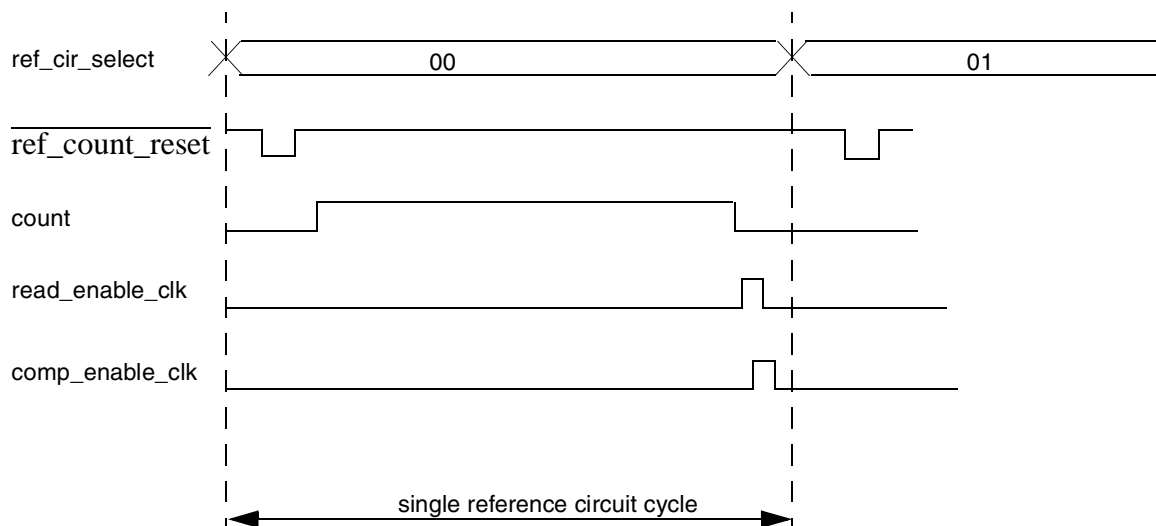 ref_cir_select
00
01
ref_count_reset
count
read_enable_clk
comp_enable_clk
single reference circuit cycle